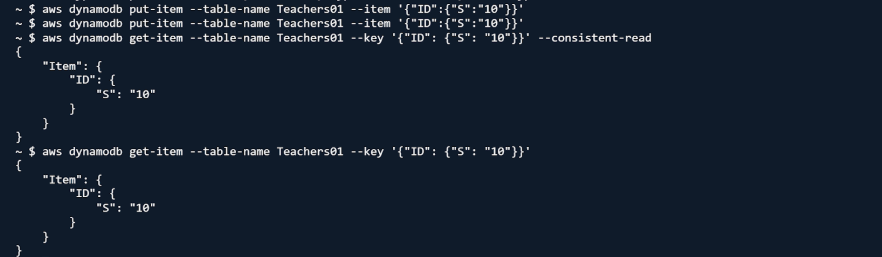 ~ $ aws dynamodb put-item --table-name Teachers01 --item '{"ID":{"S":"10"}}'
~ $ aws dynamodb put-item --table-name Teachers01 --item '{"ID":{"S":"10"}}'
~ $ aws dynamodb get-item --table-name Teachers01 --key '{"ID": {"S": "10"}}' --consistent-read
{
    "Item": {
        "ID": {
            "S": "10"
        }
    }
}
~ $ aws dynamodb get-item --table-name Teachers01 --key '{"ID": {"S": "10"}}'
{
    "Item": {
        "ID": {
            "S": "10"
        }
    }
}